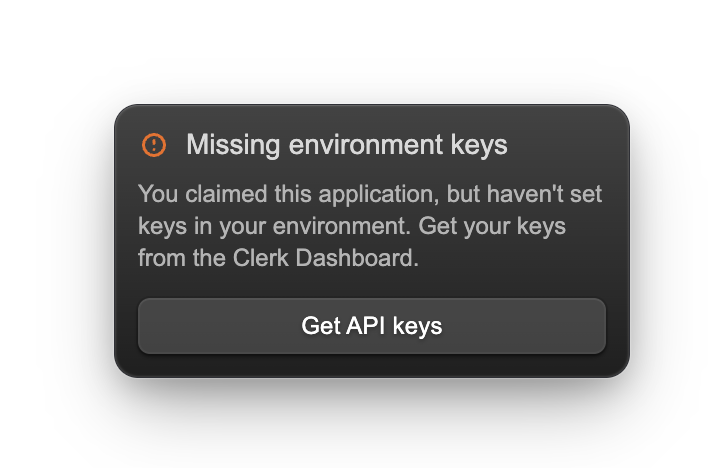 Missing environment keys
You claimed this application, but haven't set
keys in your environment. Get your keys
from the Clerk Dashboard.
Get API keys